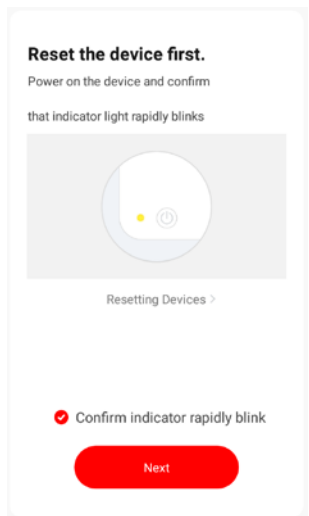 Reset the device first.
Power on the device and confirm
that indicator light rapidly blinks
Resetting Devices >
Confirm indicator rapidly blink
Next